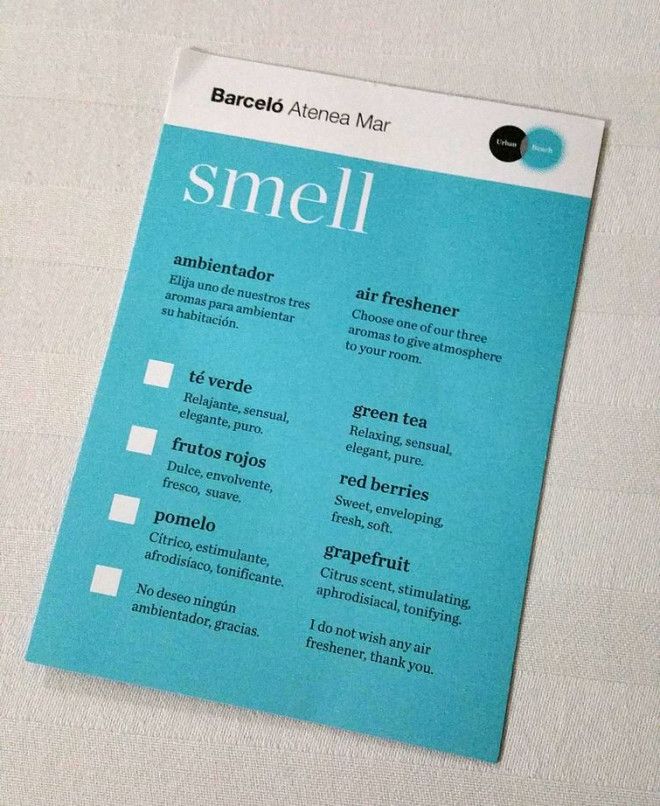 Barceló Atenea Mar
Urban Beach
smell
ambientador
Elija uno de nuestros tres
aromas para ambientar
su habitación.
air freshener
Choose one of our three
aromas to give atmosphere
to your room.
té verde
Relajante, sensual,
elegante, puro.
green tea
Relaxing, sensual,
elegant, pure.
frutos rojos
Dulce, envolvente,
fresco, suave.
red berries
Sweet, enveloping,
fresh, soft.
pomelo
Cítrico, estimulante,
afrodisíaco, tonificante.
grapefruit
Citrus scent, stimulating,
aphrodisiacal, tonifying.
No deseo ningún
ambientador, gracias.
I do not wish any air
freshener, thank you.